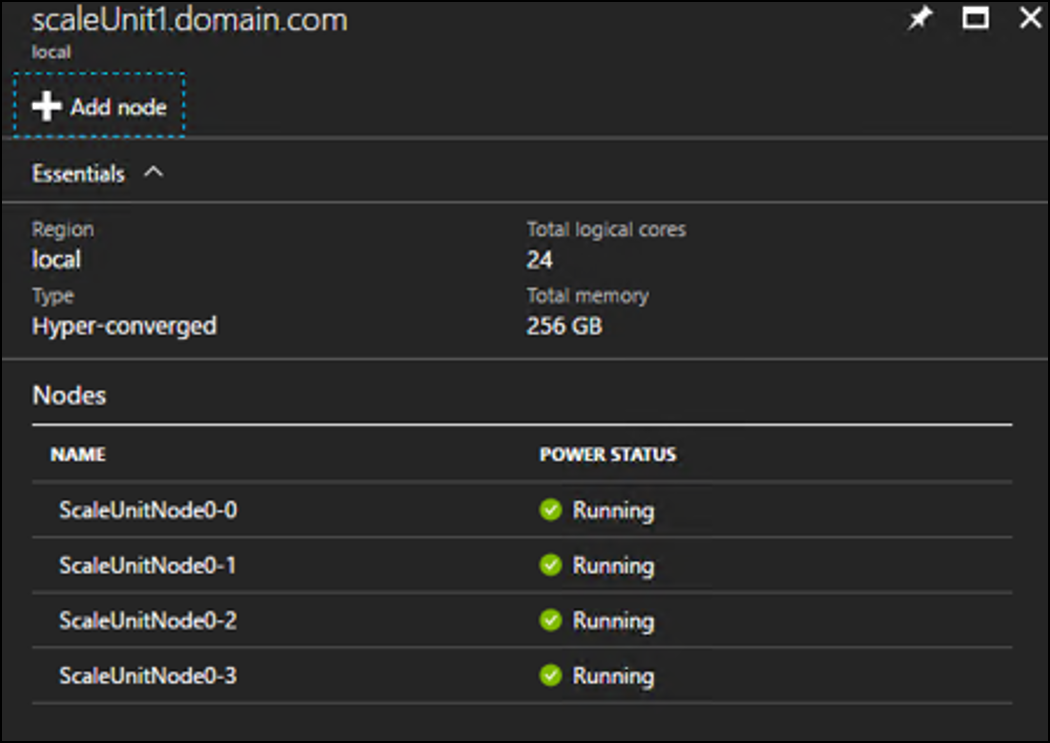 scaleUnit1.domain.com
local
Add node
Essentials
Region
local
Total logical cores
24
Type
Hyper-converged
Total memory
256 GB
Nodes
NAME POWER STATUS
ScaleUnitNode0-0 Running
ScaleUnitNode0-1 Running
ScaleUnitNode0-2 Running
ScaleUnitNode0-3 Running